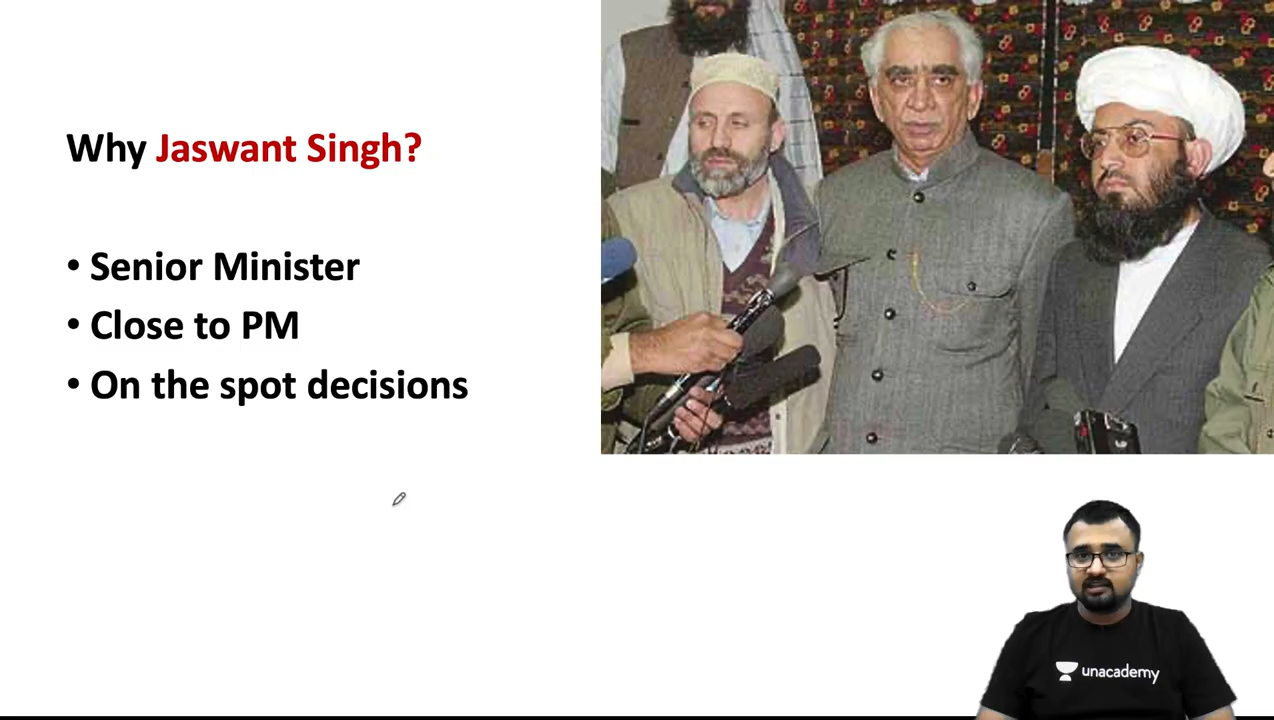 Why Jaswant Singh?
• Senior Minister
• Close to PM
• On the spot decisions
unacademy